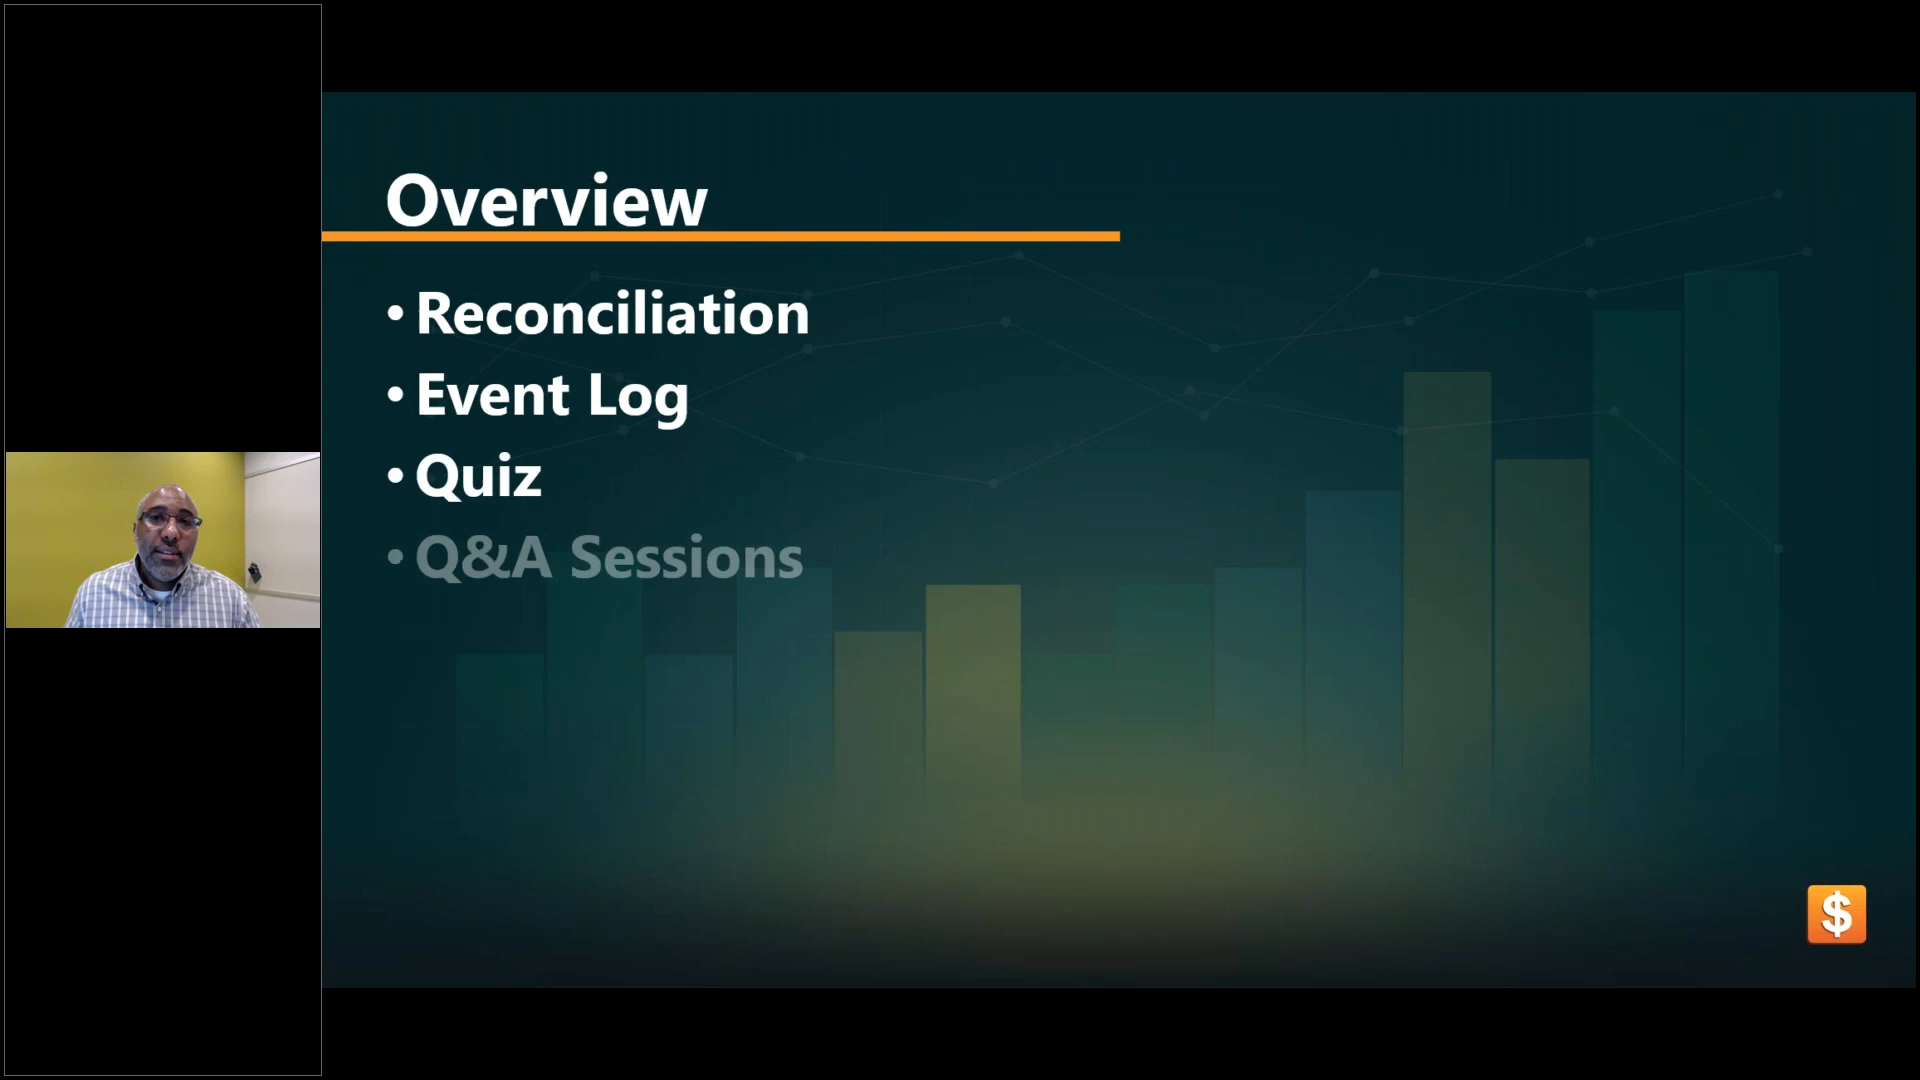 Overview
• Reconciliation
• Event Log
• Quiz
• Q&A Sessions
$